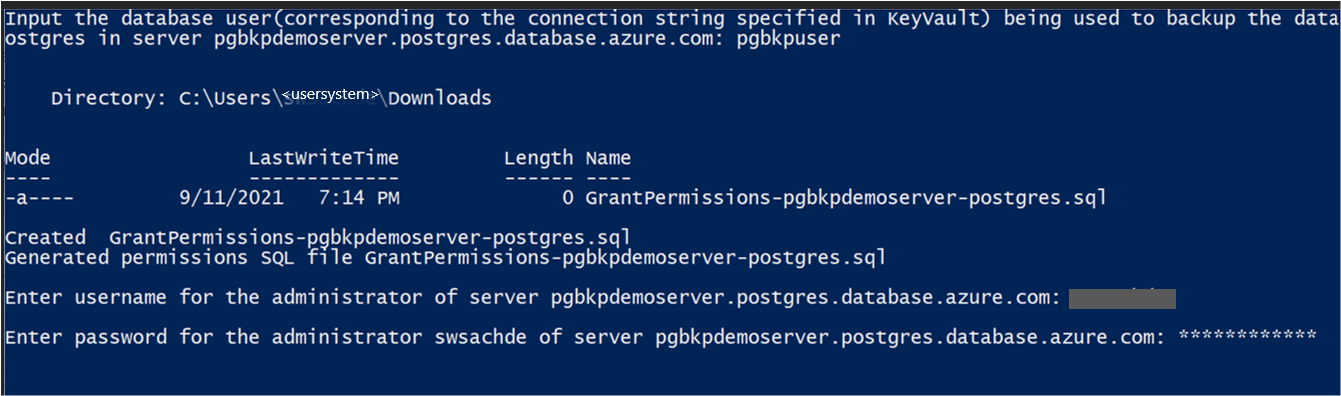 Input the database user(corresponding to the connection string specified in KeyVault) being used to backup the data
ostgres in server pgbkpdemoserver.postgres.database.azure.com: pgbkpuser
Directory: C:\Users\<usersystem>\Downloads
Mode LastWriteTime Length Name
---- ------------- ------ ----
-a---- 9/11/2021 7:14 PM 0 GrantPermissions-pgbkpdemoserver-postgres.sql
Created GrantPermissions-pgbkpdemoserver-postgres.sql
Generated permissions SQL file GrantPermissions-pgbkpdemoserver-postgres.sql
Enter username for the administrator of server pgbkpdemoserver.postgres.database.azure.com:
Enter password for the administrator swsachde of server pgbkpdemoserver.postgres.database.azure.com: ************